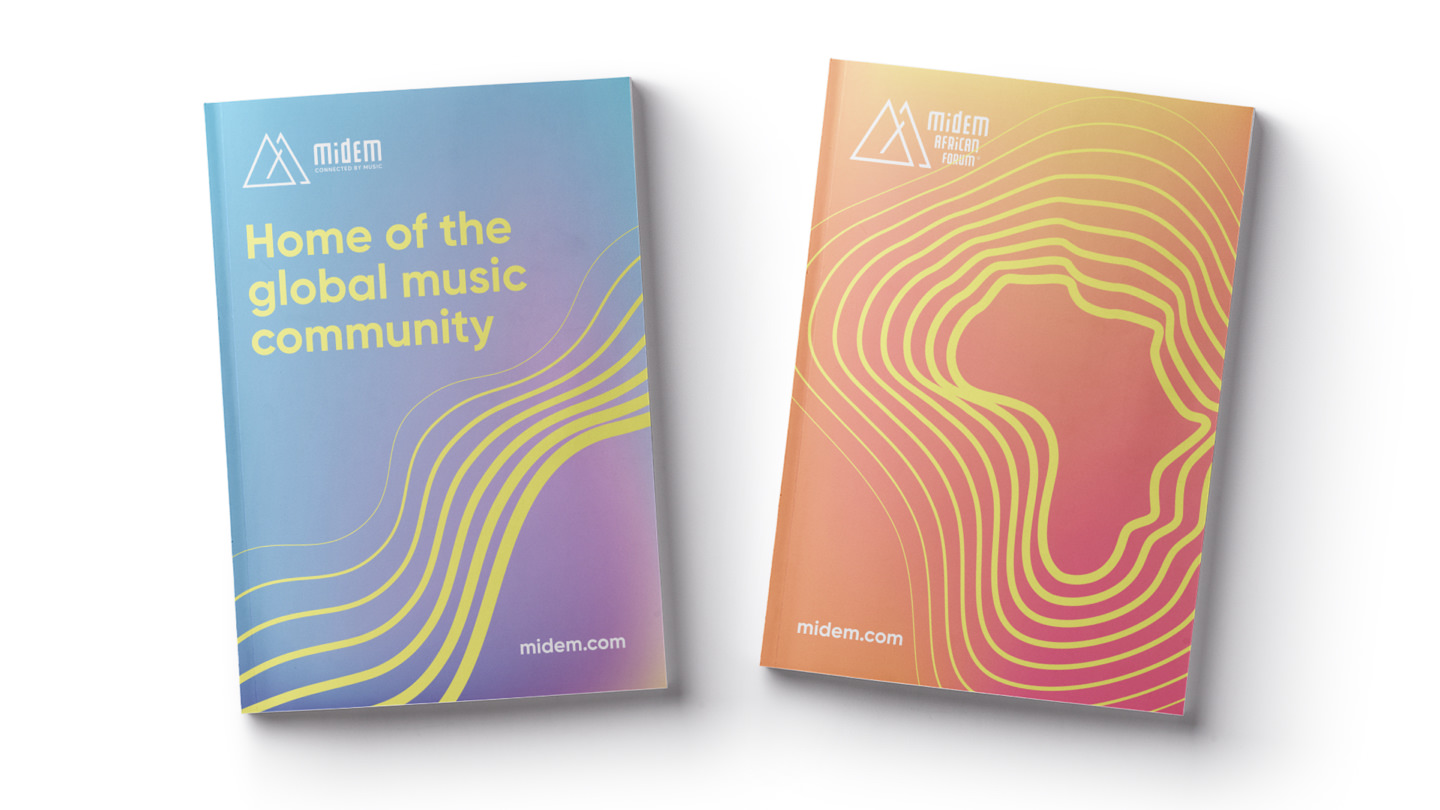 midem
CONNECTED BY MUSIC
Home of the
global music
community
midem.com
midem
AFRICAN
FORUM
midem.com